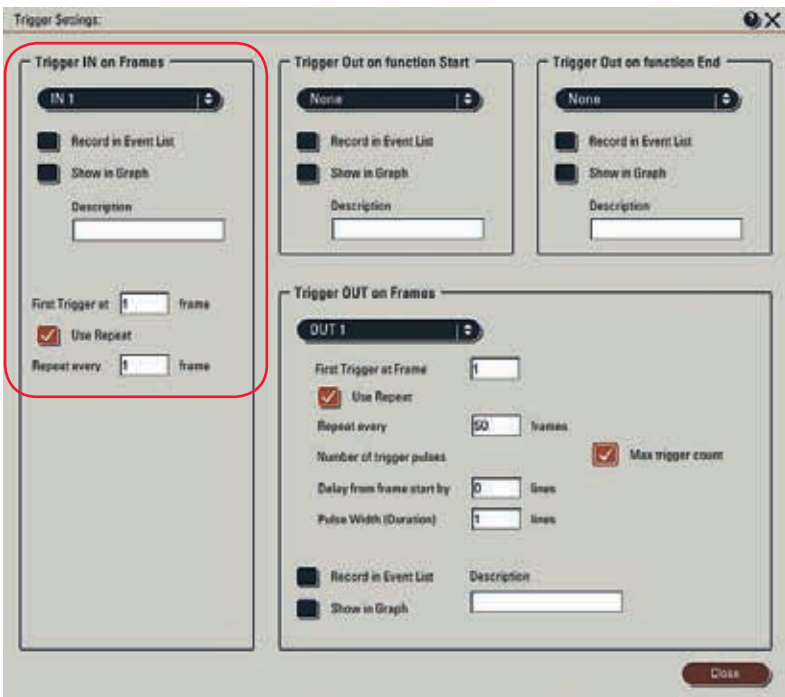 Trigger Settings:
Trigger IN on Frames
IN 1
Record in Event List
Show in Graph
Description
First Trigger at 1 frame
Use Repeat
Repeat every 1 frame
Trigger Out on function Start
None
Record in Event List
Show in Graph
Description
Trigger Out on function End
None
Record in Event List
Show in Graph
Description
Trigger OUT on Frames
OUT 1
First Trigger at Frame 1
Use Repeat
Repeat every 50 frames
Number of trigger pulses Max trigger count
Delay from frame start by 0 lines
Pulse Width (Duration) 1 lines
Record in Event List
Show in Graph
Description
Close